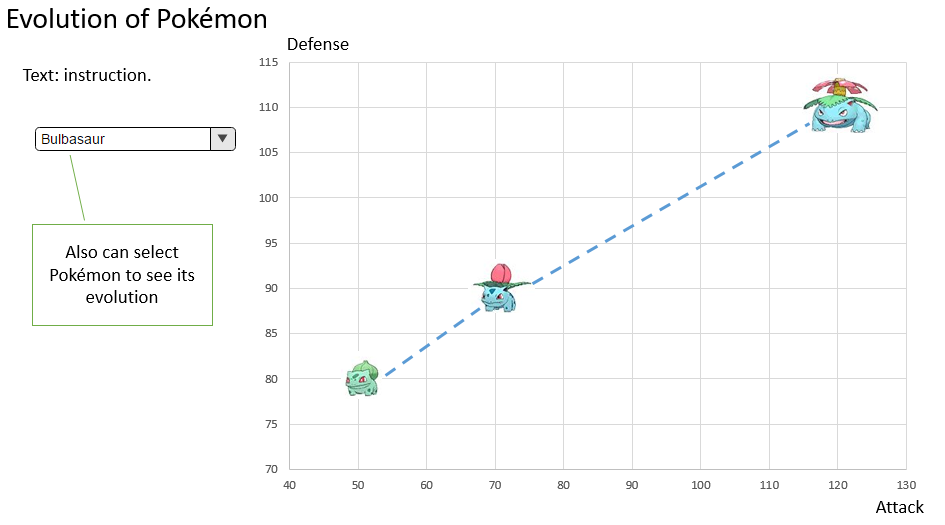 Evolution of Pokémon
Defense
Text: instruction.
Bulbasaur
Also can select
Pokémon to see its
evolution
115
110
105
100
95
90
85
80
75
70
40 50 60 70 80 90 100 110 120 130
Attack